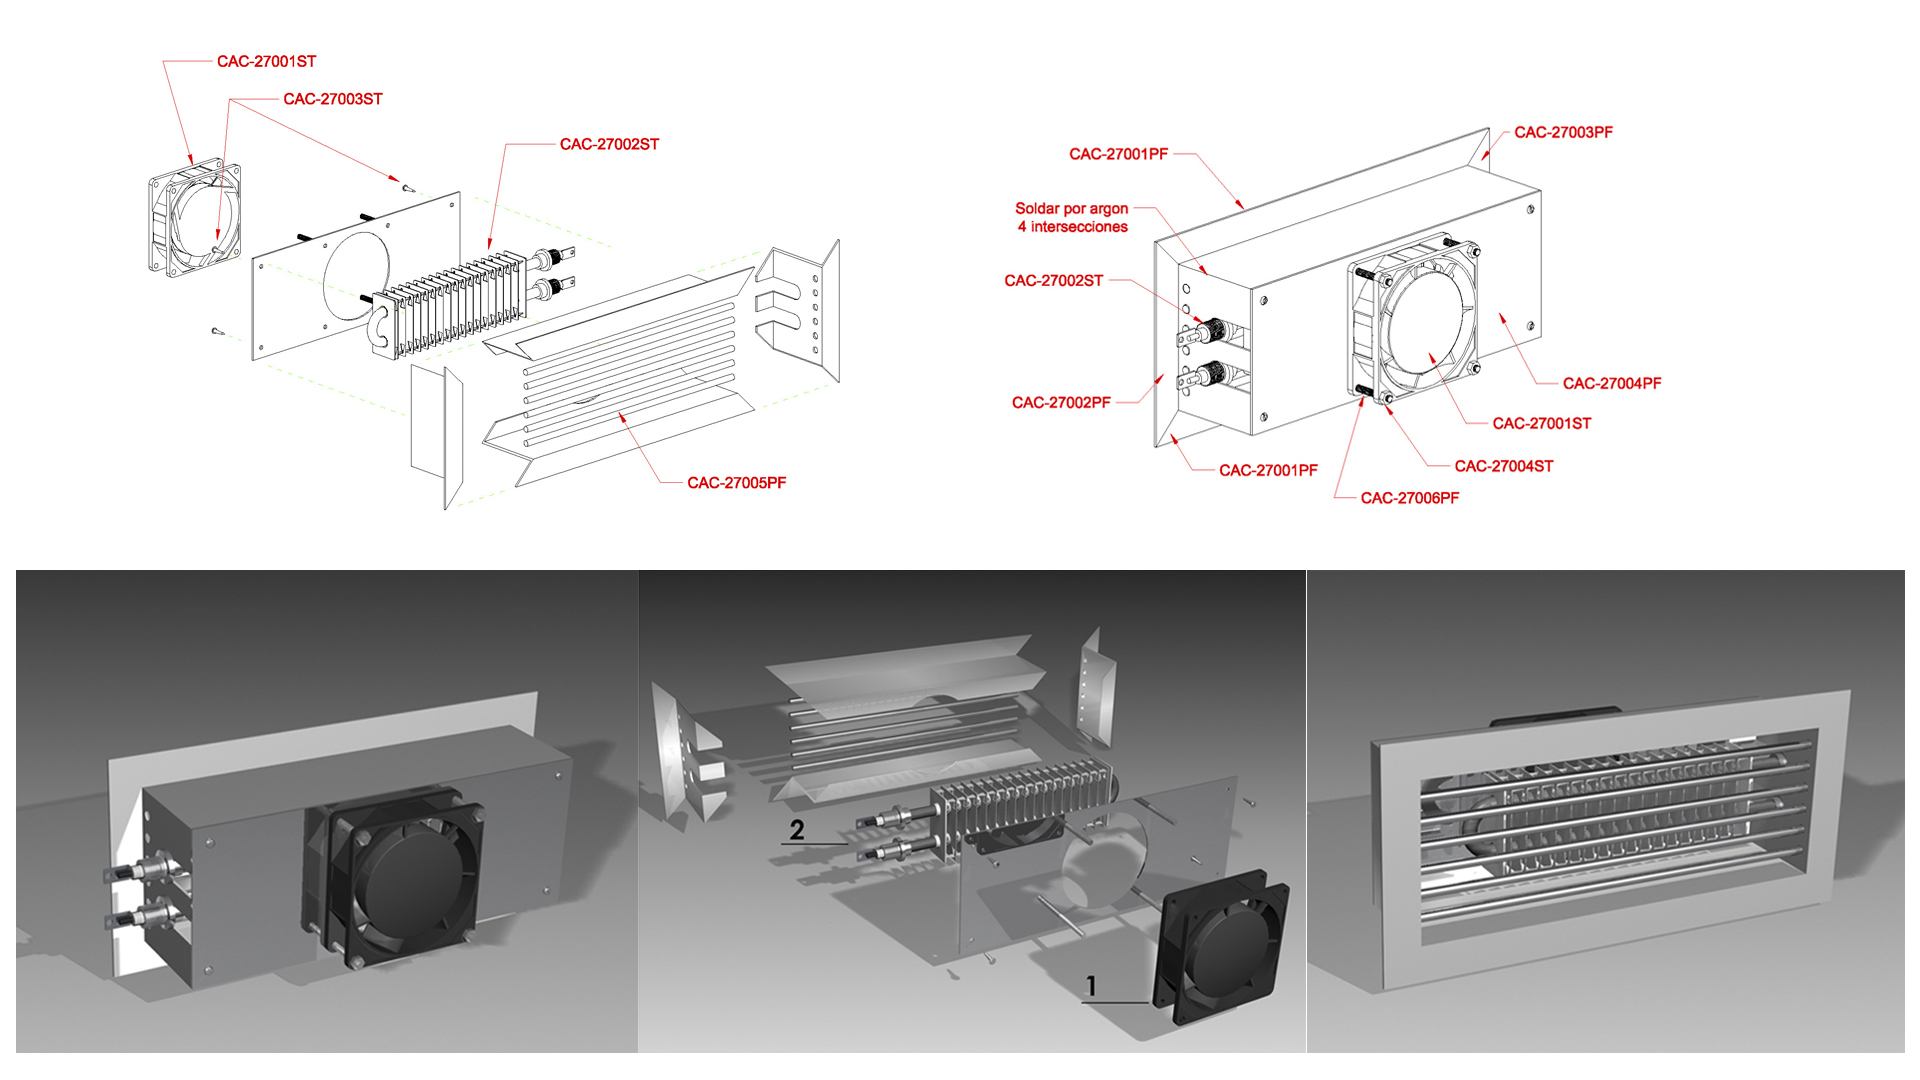 CAC-27001ST
CAC-27003ST
CAC-27002ST
CAC-27005PF
CAC-27003PF
CAC-27001PF
Soldar por argon
4 intersecciones
CAC-27002ST
CAC-27002PF
CAC-27004PF
CAC-27001ST
CAC-27004ST
CAC-27001PF
CAC-27006PF
2
1